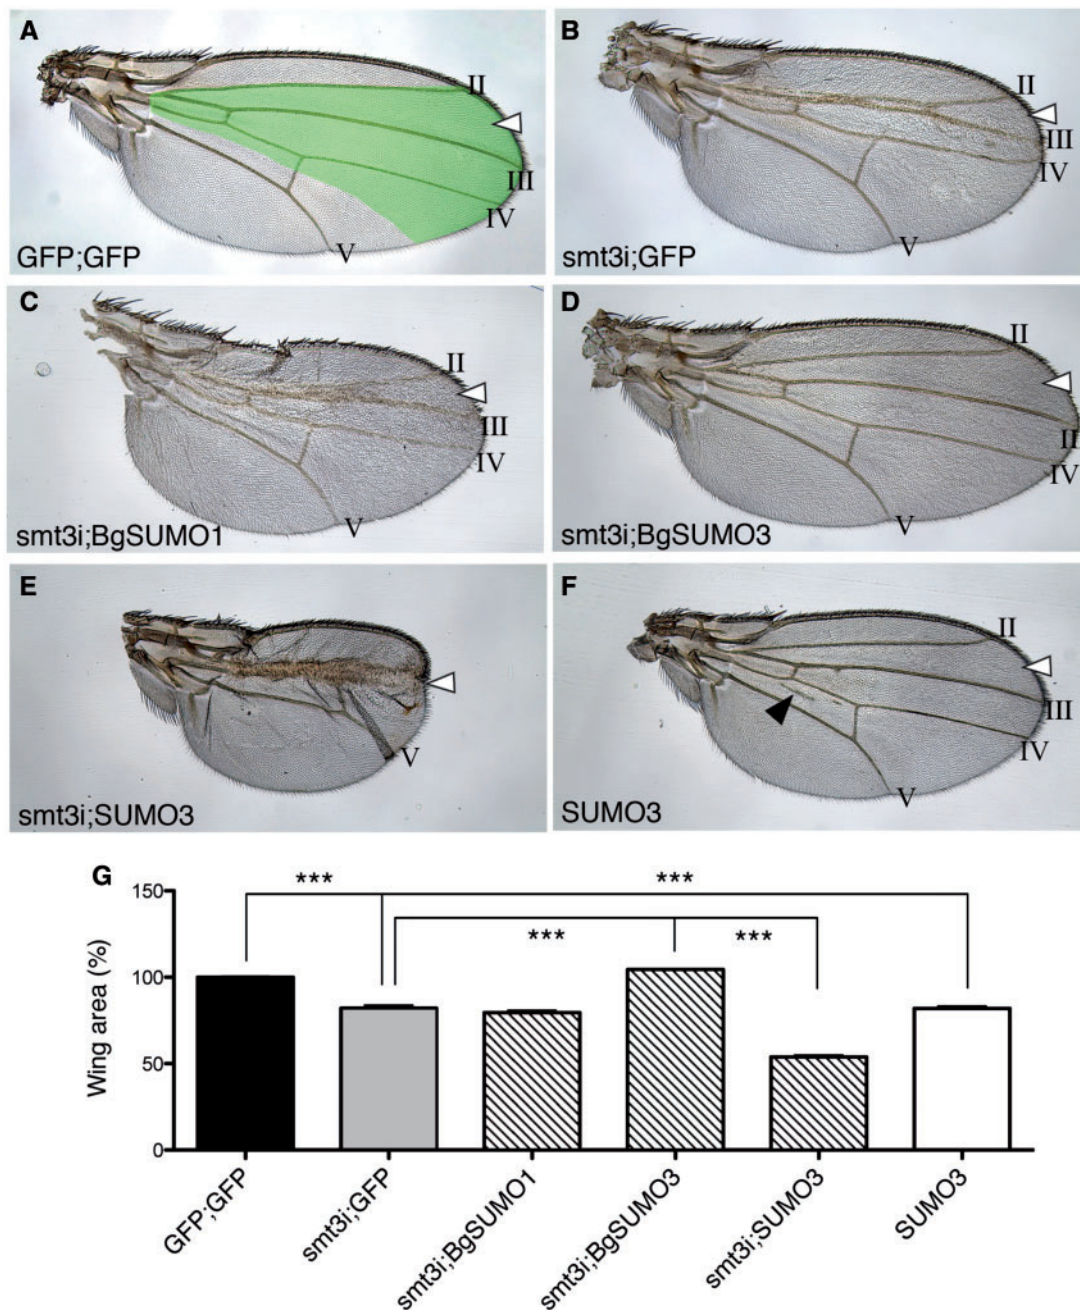 A
II
III
IV
V
GFP;GFP
B
II
III
IV
V
smt3i;GFP
C
II
III
IV
V
smt3i;BgSUMO1
D
II
II
IV
V
smt3i;BgSUMO3
E
V
smt3i;SUMO3
F
II
III
IV
V
SUMO3
G
*** ***
*** ***
150
100
50
0
Wing area (%)
GFP;GFP
smt3i;GFP
smt3i;BgSUMO1
smt3i;BgSUMO3
smt3i;SUMO3
SUMO3